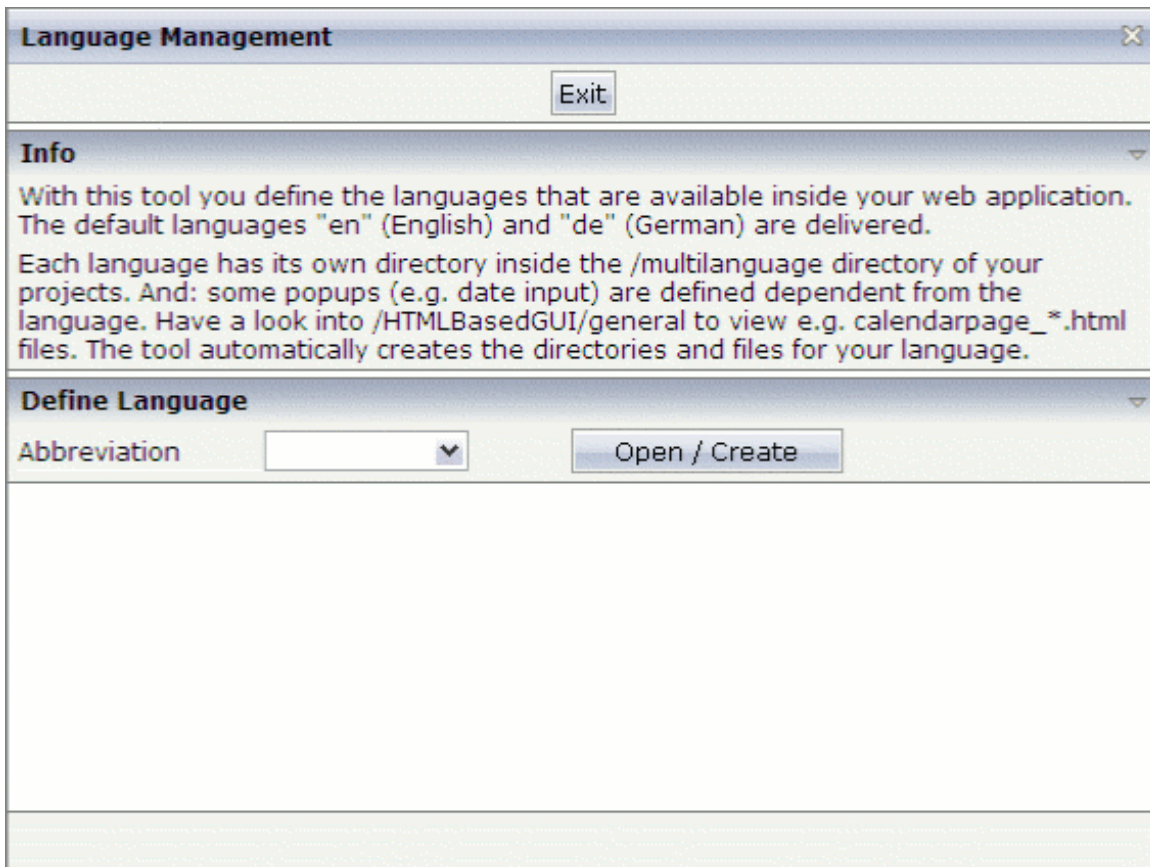 Language Management
Exit
Info
With this tool you define the languages that are available inside your web application.
The default languages "en" (English) and "de" (German) are delivered.
Each language has its own directory inside the /multilanguage directory of your
projects. And: some popups (e.g. date input) are defined dependent from the
language. Have a look into /HTMLBasedGUI/general to view e.g. calendarpage_*.html
files. The tool automatically creates the directories and files for your language.
Define Language
Abbreviation
Open / Create